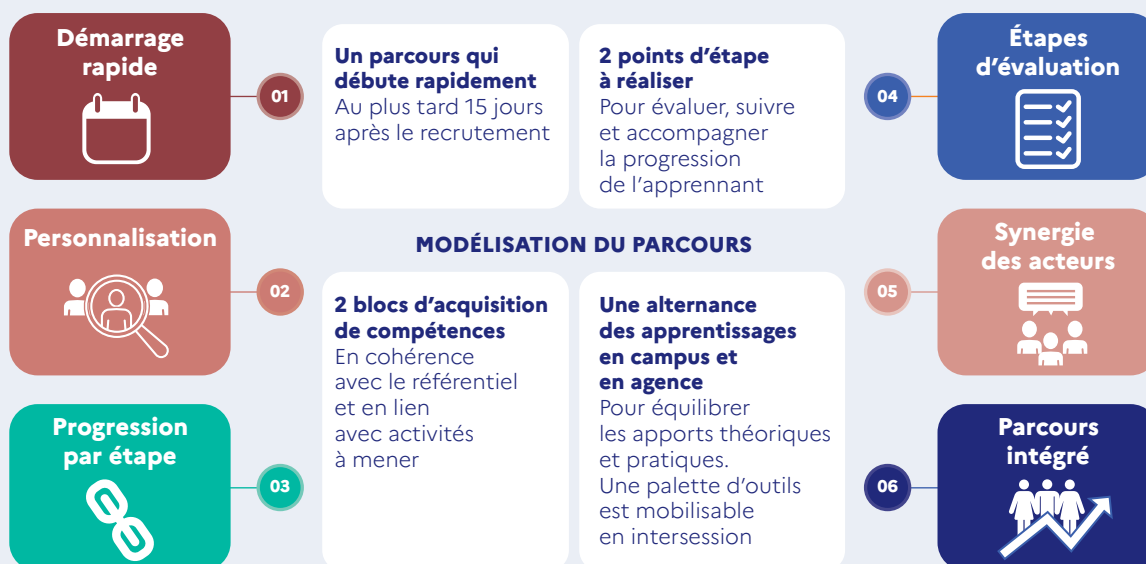 Démarrage
rapide
01
Personnalisation
02
Progression
par étape
03
Un parcours qui
débute rapidement
Au plus tard 15 jours
après le recrutement
2 points d’étape
à réaliser
Pour évaluer, suivre
et accompagner
la progression
de l’apprennant
MODÉLISATION DU PARCOURS
2 blocs d’acquisition
de compétences
En cohérence
avec le référentiel
et en lien
avec activités
à mener
Une alternance
des apprentissages
en campus et
en agence
Pour équilibrer
les apports théoriques
et pratiques.
Une palette d’outils
est mobilisable
en intersession
Étapes
d’évaluation
04
Synergie
des acteurs
05
Parcours
intégré
06